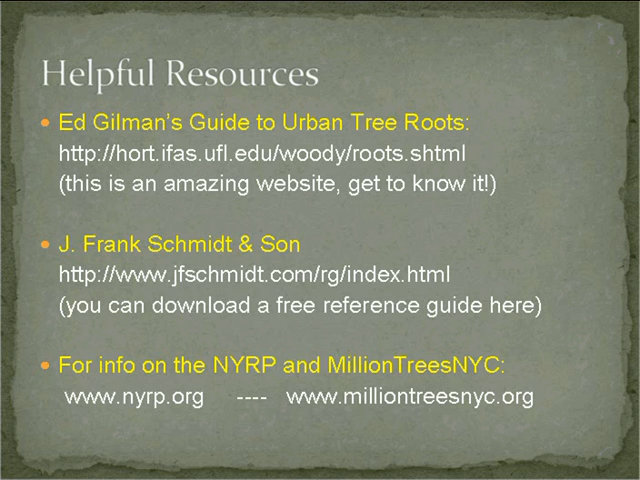 Helpful Resources
• Ed Gilman's Guide to Urban Tree Roots:
http://hort.ifas.ufl.edu/woody/roots.shtml
(this is an amazing website, get to know it!)
• J. Frank Schmidt & Son
http://www.jfschmidt.com/rg/index.html
(you can download a free reference guide here)
• For info on the NYRP and MillionTreesNYC:
www.nyrp.org ---- www.milliontreesnyc.org